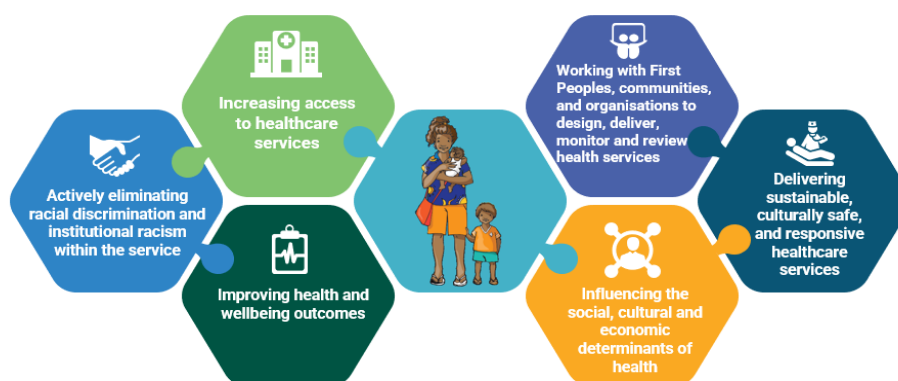 Increasing access
to healthcare
services
Working with First
Peoples, communities,
and organisations to
design, deliver,
monitor and review
health services
Actively eliminating
racial discrimination and
institutional racism
within the service
Delivering
sustainable,
culturally safe,
and responsive
healthcare
services
Improving health and
wellbeing outcomes
Influencing the
social, cultural and
economic
determinants of
health